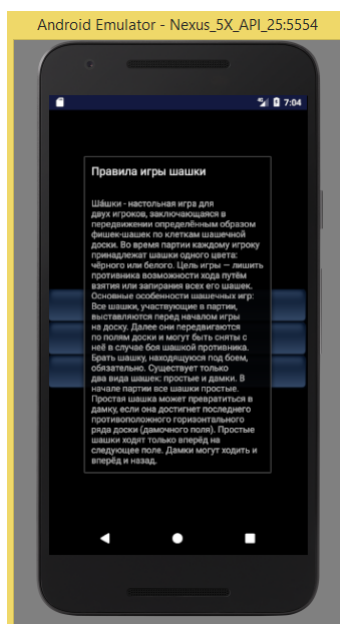 Android Emulator - Nexus_5X_API_25:5554
7:04
Правила игры шашки
Ша́шки - настольная игра для
двух игроков, заключающаяся в
передвижении определённым образом
фишек-шашек по клеткам шашечной
доски. Во время партии каждому игроку
принадлежат шашки одного цвета:
чёрного или белого. Цель игры — лишить
противника возможности хода путём
взятия или запирания всех его шашек.
Основные особенности шашечных игр:
Все шашки, участвующие в партии,
выставляются перед началом игры
на доску. Далее они передвигаются
по полям доски и могут быть сняты с
неё в случае боя шашкой противника.
Брать шашку, находящуюся под боем,
обязательно. Существует только
два вида шашек: простые и дамки. В
начале партии все шашки простые.
Простая шашка может превратиться в
дамку, если она достигнет последнего
противоположного горизонтального
ряда доски (дамочного поля). Простые
шашки ходят только вперёд на
следующее поле. Дамки могут ходить и
вперёд и назад.